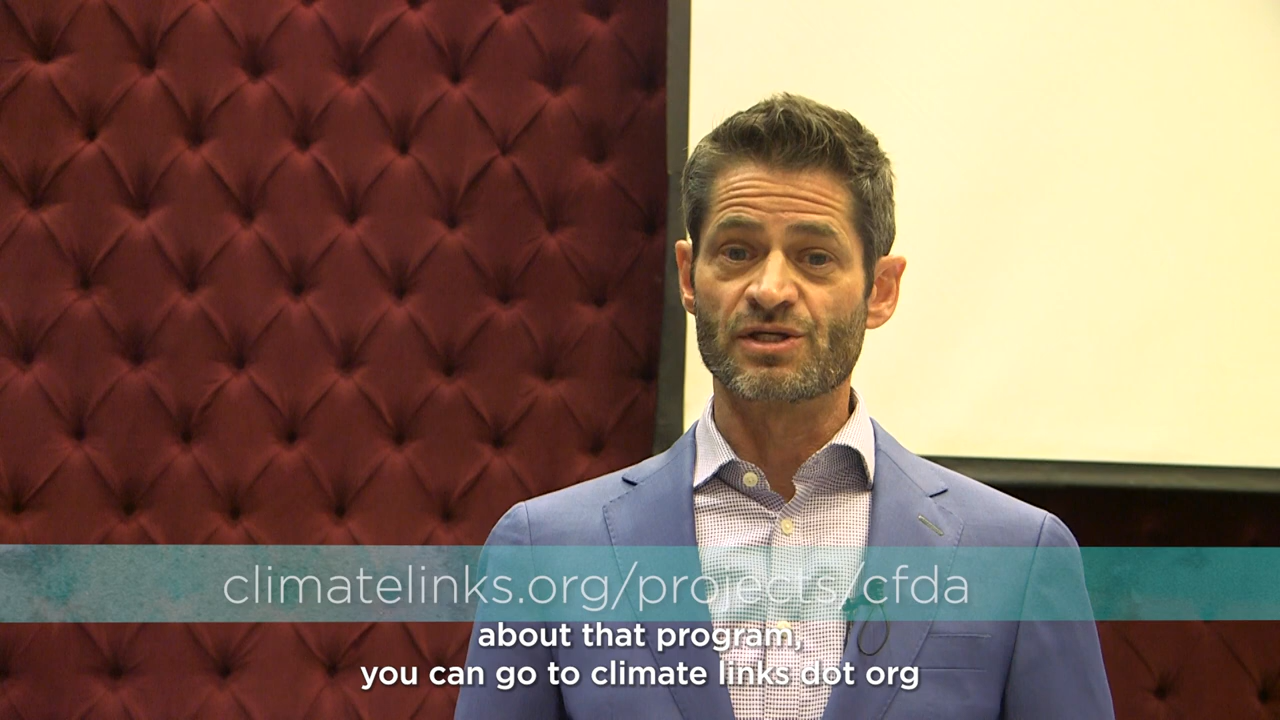 climatelinks.org/projects/cfda
about that program,
you can go to climate links dot org